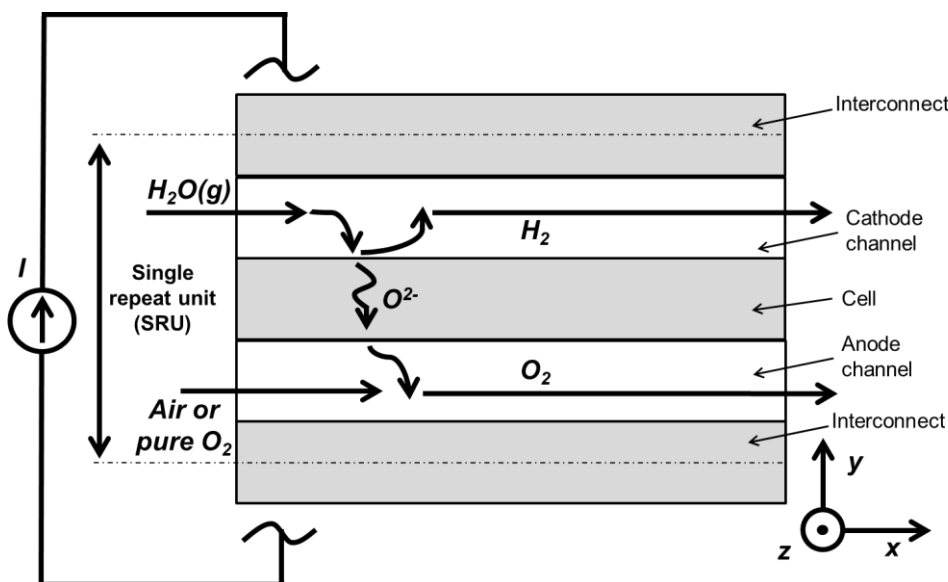 Interconnect
H2O(g)
H2
Cathode
channel
I
Single
repeat unit
(SRU)
O2-
Cell
Anode
channel
O2
Air or
pure O2
Interconnect
y
z
x